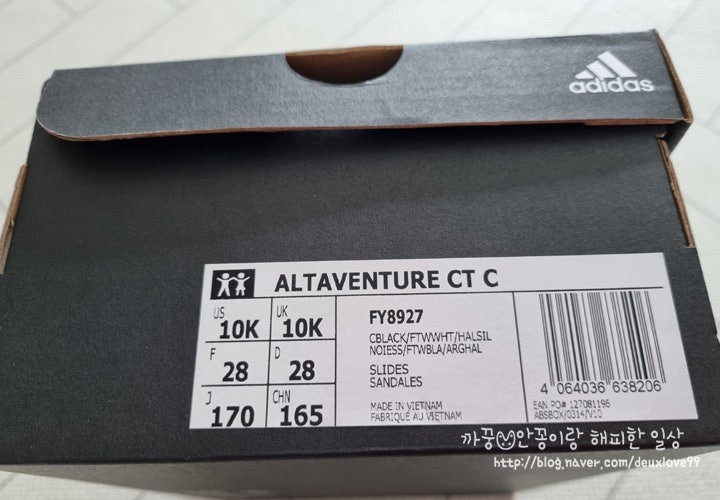 adidas
ALTAVENTURE CT C
US 10K UK 10K
F 28 D 28
J 170 CHN 165
FY8927
CBLACK/FTWWHT/HALSIL
NOIESS/FTWBLA/ARGHAL
SLIDES
SANDALES
MADE IN VIETNAM
FABRIQUÉ AU VIETNAM
4 064036 638206
EAN PO# 127081196
ABSBOX/0314/V10
까꿍안꽁이랑 해피한 일상
http://blog.naver.com/deuxlove99